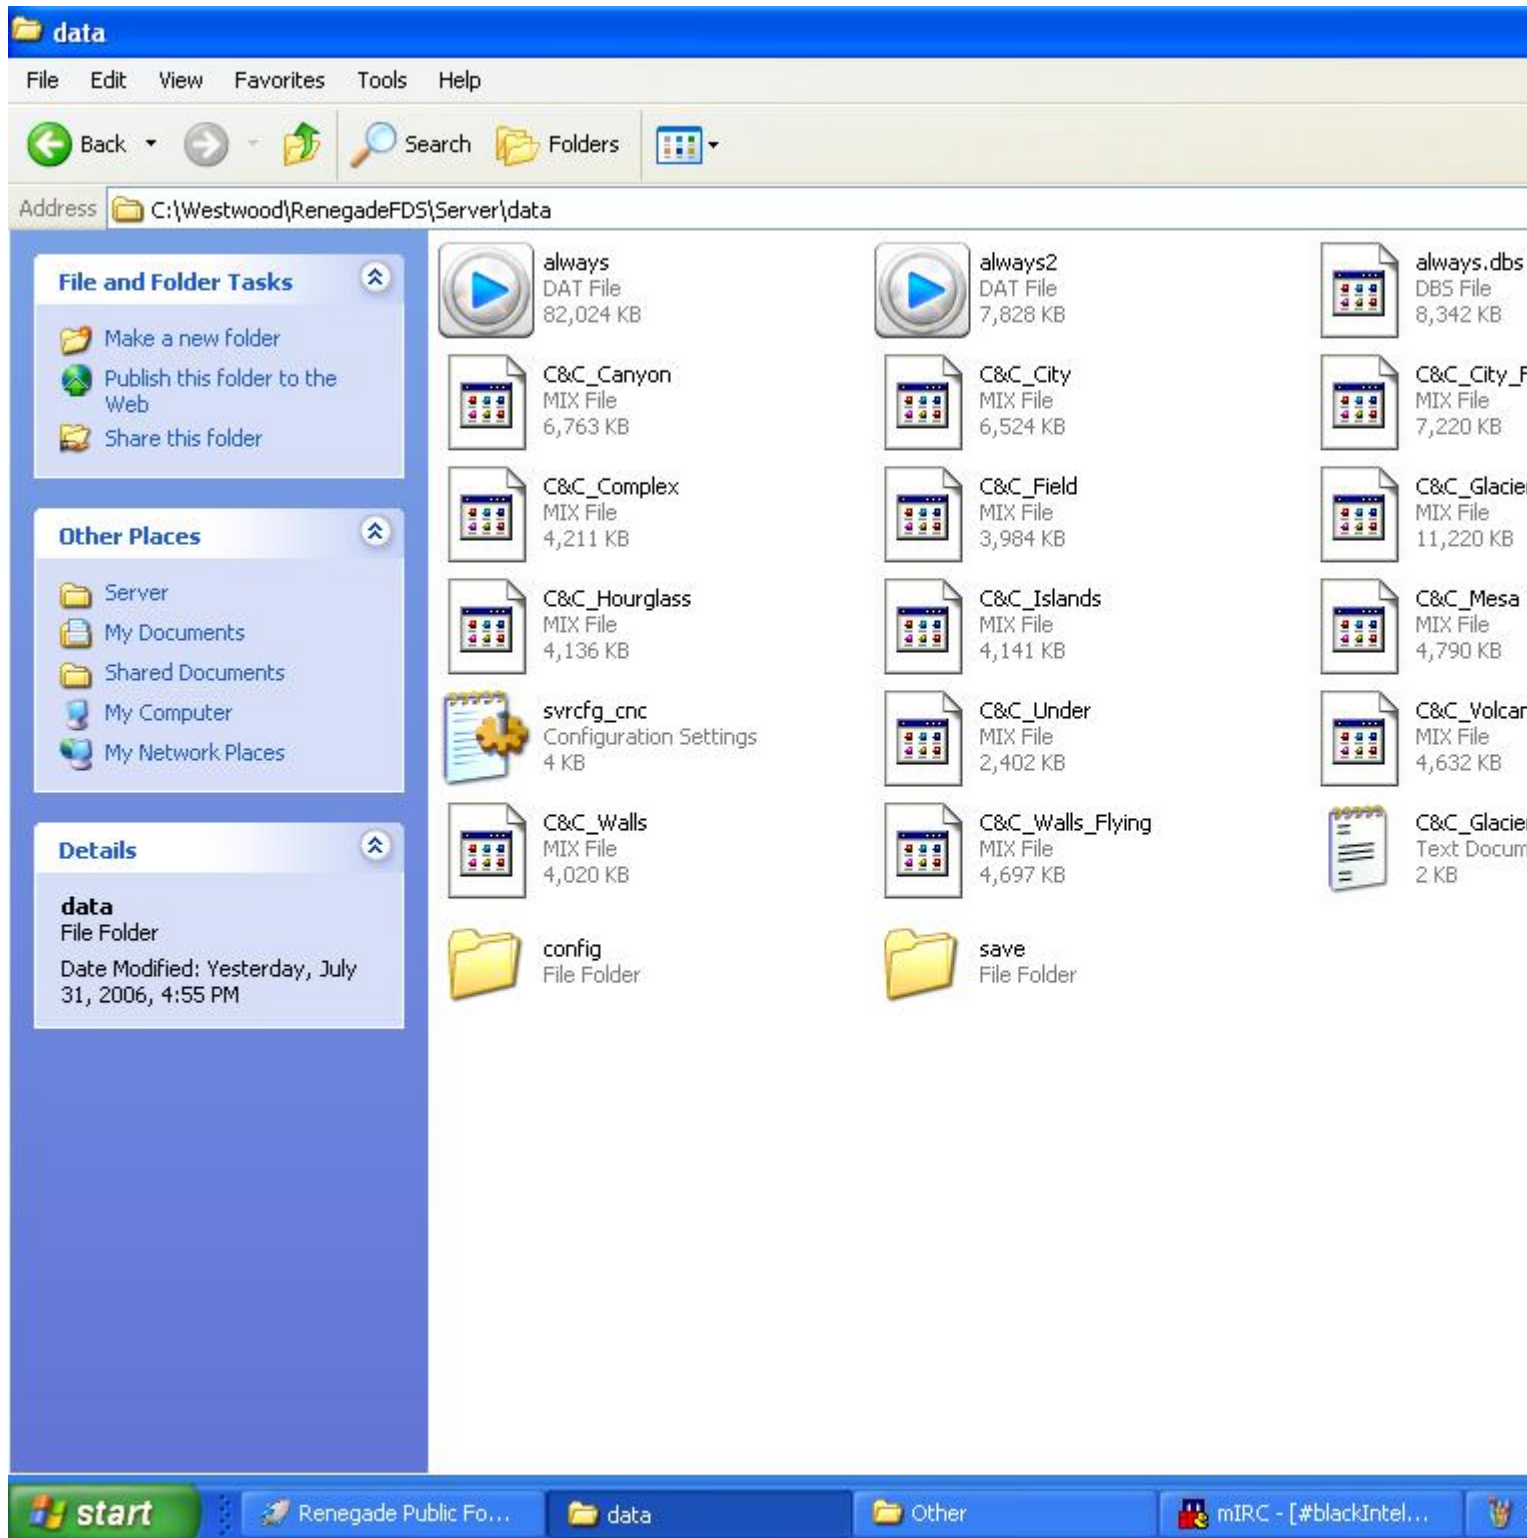 data
File Edit View Favorites Tools Help
Back Search Folders
Address C:\Westwood\RenegadeFDS\Server\data
File and Folder Tasks
Make a new folder
Publish this folder to the
Web
Share this folder
Other Places
Server
My Documents
Shared Documents
My Computer
My Network Places
Details
data
File Folder
Date Modified: Yesterday, July
31, 2006, 4:55 PM
always
DAT File
82,024 KB
always2
DAT File
7,828 KB
always.dbs
DBS File
8,342 KB
C&C_Canyon
MIX File
6,763 KB
C&C_City
MIX File
6,524 KB
C&C_City_F
MIX File
7,220 KB
C&C_Complex
MIX File
4,211 KB
C&C_Field
MIX File
3,984 KB
C&C_Glacier
MIX File
11,220 KB
C&C_Hourglass
MIX File
4,136 KB
C&C_Islands
MIX File
4,141 KB
C&C_Mesa
MIX File
4,790 KB
svrcfg_cnc
Configuration Settings
4 KB
C&C_Under
MIX File
2,402 KB
C&C_Volcan
MIX File
4,632 KB
C&C_Walls
MIX File
4,020 KB
C&C_Walls_Flying
MIX File
4,697 KB
C&C_Glacier
Text Docum
2 KB
config
File Folder
save
File Folder
start Renegade Public Fo... data Other mIRC - [#blackIntel...